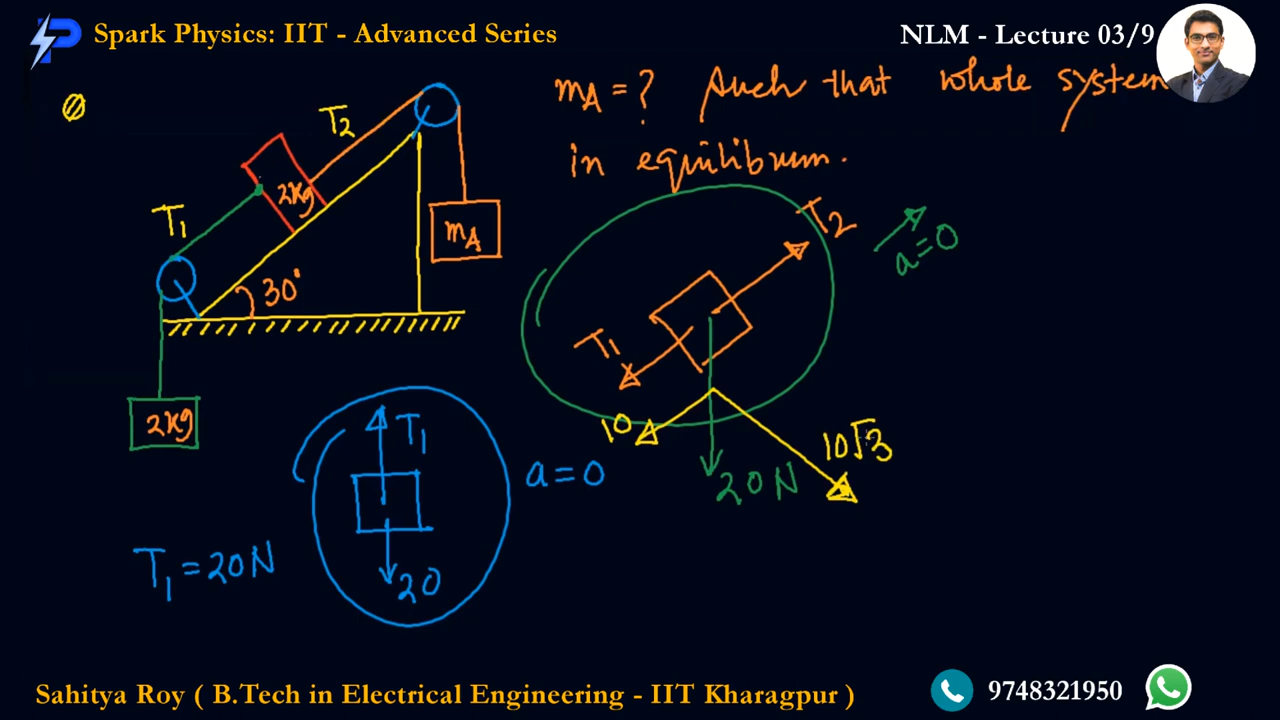 Spark Physics: IIT - Advanced Series
NLM - Lecture 03/9
mA = ? such that whole system
in equilibrium.
T2
2kg
T1
mA
30°
2kg
T2
a=0
T1
10
10√3
20N
T1
a=0
20
T1 = 20N
Sahitya Roy ( B.Tech in Electrical Engineering - IIT Kharagpur )
9748321950